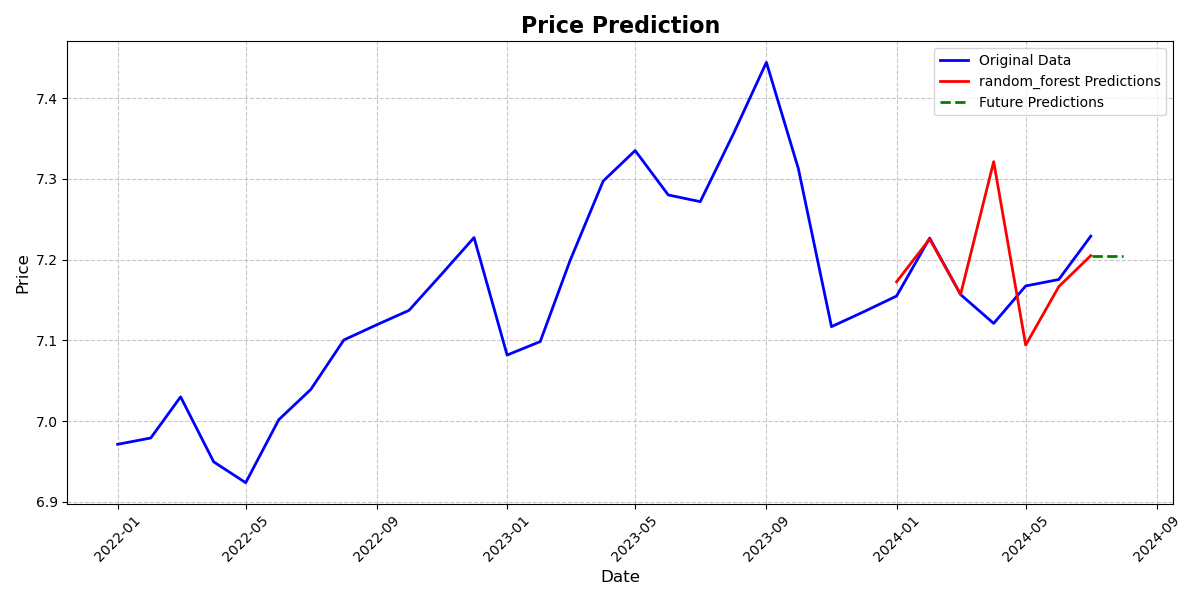 Price Prediction
Original Data
random_forest Predictions
Future Predictions
Price
7.4
7.3
7.2
7.1
7.0
6.9
2022-01
2022-05
2022-09
2023-01
2023-05
2023-09
2024-01
2024-05
2024-09
Date